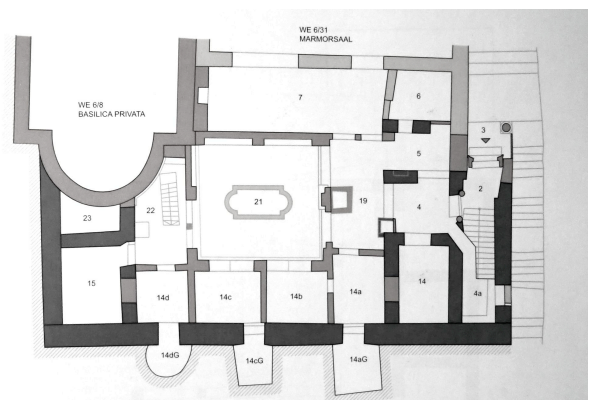 WE 6/31
MARMORSAAL
WE 6/8
BASILICA PRIVATA
7
6
3
5
2
23
22
21
19
4
15
14d
14c
14b
14a
14
4a
14dG
14cG
14aG